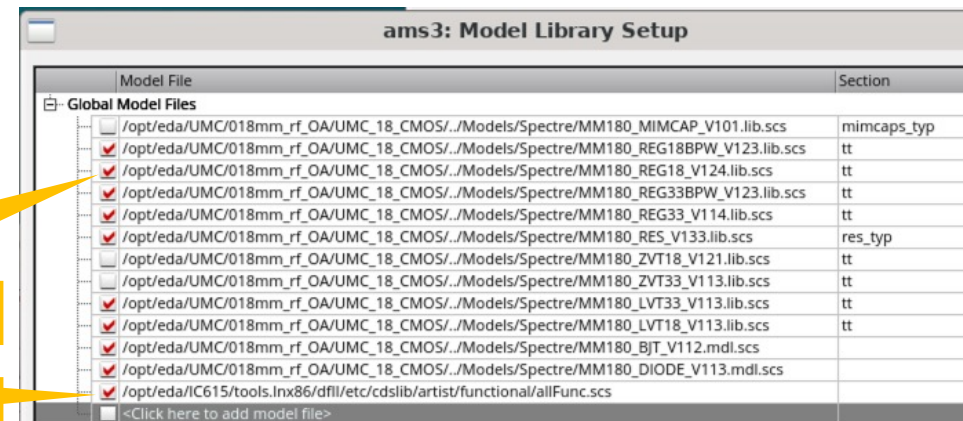 ams3: Model Library Setup
Model File Section
Global Model Files
/opt/eda/UMC/018mm_rf_OA/UMC_18_CMOS/../Models/Spectre/MM180_MIMCAP_V101.lib.scs mimcaps_typ
/opt/eda/UMC/018mm_rf_OA/UMC_18_CMOS/../Models/Spectre/MM180_REG18BPW_V123.lib.scs tt
/opt/eda/UMC/018mm_rf_OA/UMC_18_CMOS/../Models/Spectre/MM180_REG18_V124.lib.scs tt
/opt/eda/UMC/018mm_rf_OA/UMC_18_CMOS/../Models/Spectre/MM180_REG33BPW_V123.lib.scs tt
/opt/eda/UMC/018mm_rf_OA/UMC_18_CMOS/../Models/Spectre/MM180_REG33_V114.lib.scs tt
/opt/eda/UMC/018mm_rf_OA/UMC_18_CMOS/../Models/Spectre/MM180_RES_V133.lib.scs res_typ
/opt/eda/UMC/018mm_rf_OA/UMC_18_CMOS/../Models/Spectre/MM180_ZVT18_V121.lib.scs tt
/opt/eda/UMC/018mm_rf_OA/UMC_18_CMOS/../Models/Spectre/MM180_ZVT33_V113.lib.scs tt
/opt/eda/UMC/018mm_rf_OA/UMC_18_CMOS/../Models/Spectre/MM180_LVT33_V113.lib.scs tt
/opt/eda/UMC/018mm_rf_OA/UMC_18_CMOS/../Models/Spectre/MM180_LVT18_V113.lib.scs tt
/opt/eda/UMC/018mm_rf_OA/UMC_18_CMOS/../Models/Spectre/MM180_BJT_V112.mdl.scs
/opt/eda/UMC/018mm_rf_OA/UMC_18_CMOS/../Models/Spectre/MM180_DIODE_V113.mdl.scs
/opt/eda/IC615/tools.lnx86/dfII/etc/cdslib/artist/functional/allFunc.scs
<Click here to add model file>